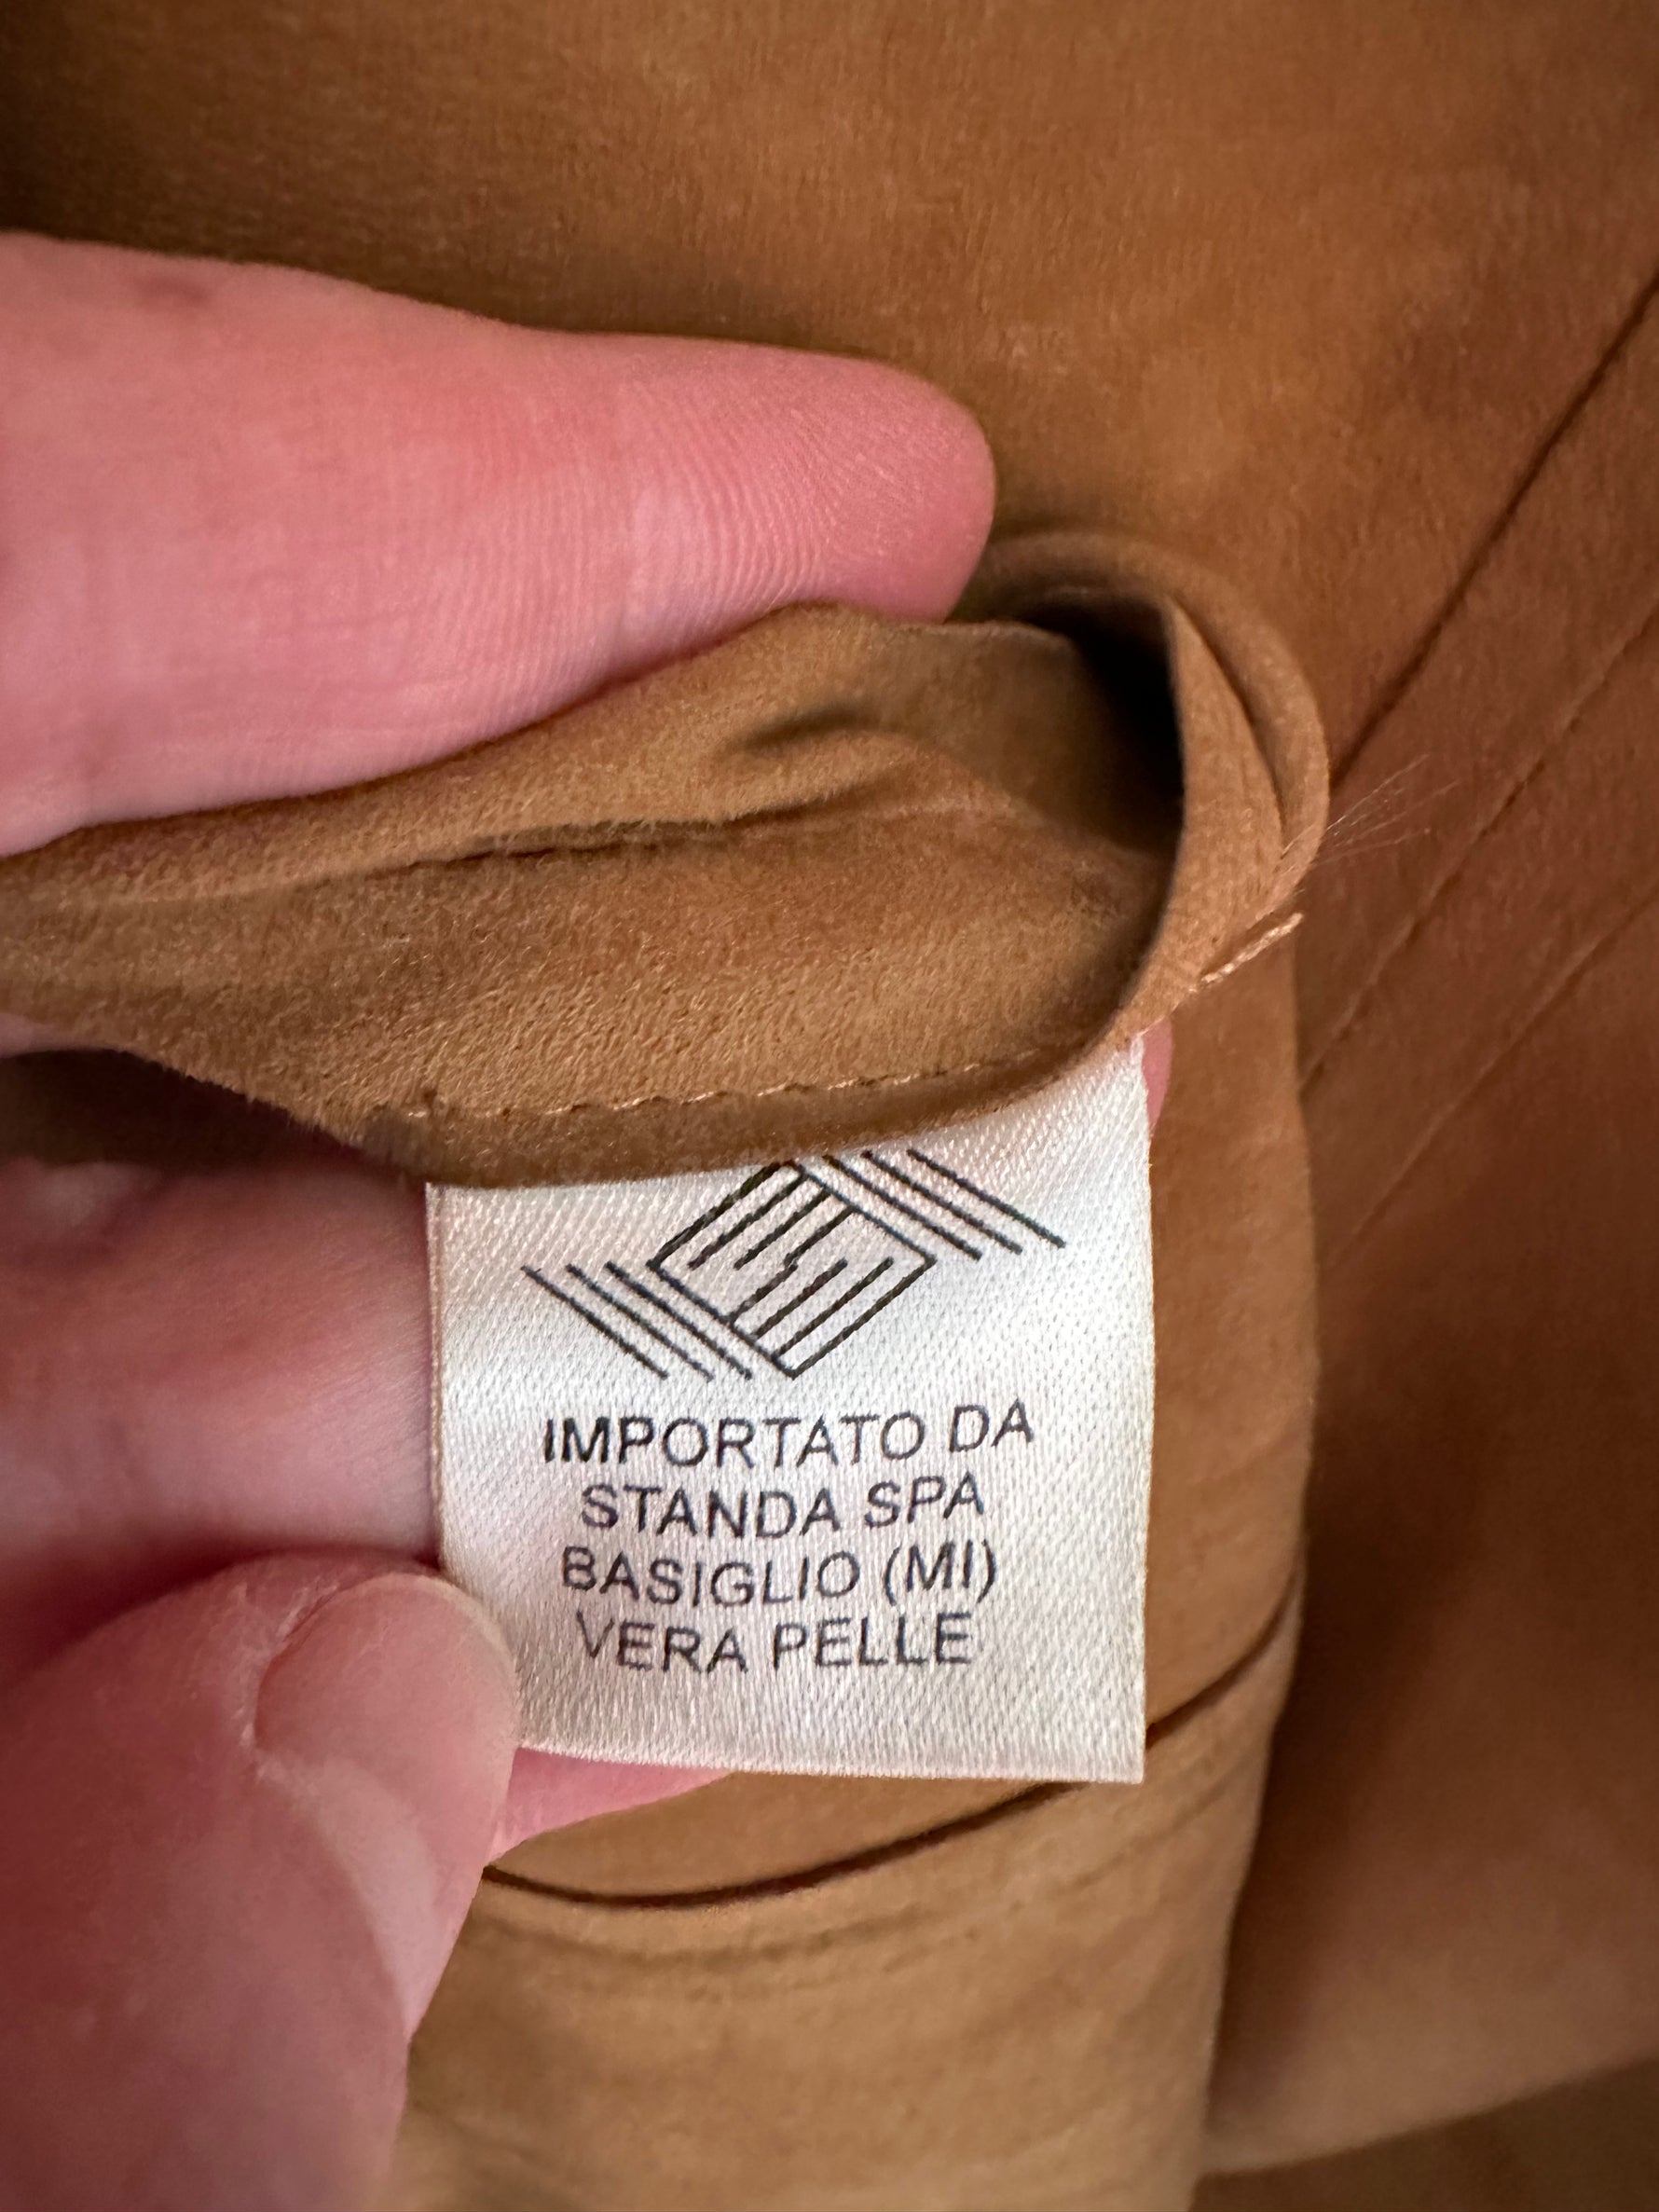 IMPORTATO DA
STANDA SPA
BASIGLIO (MI)
VERA PELLE